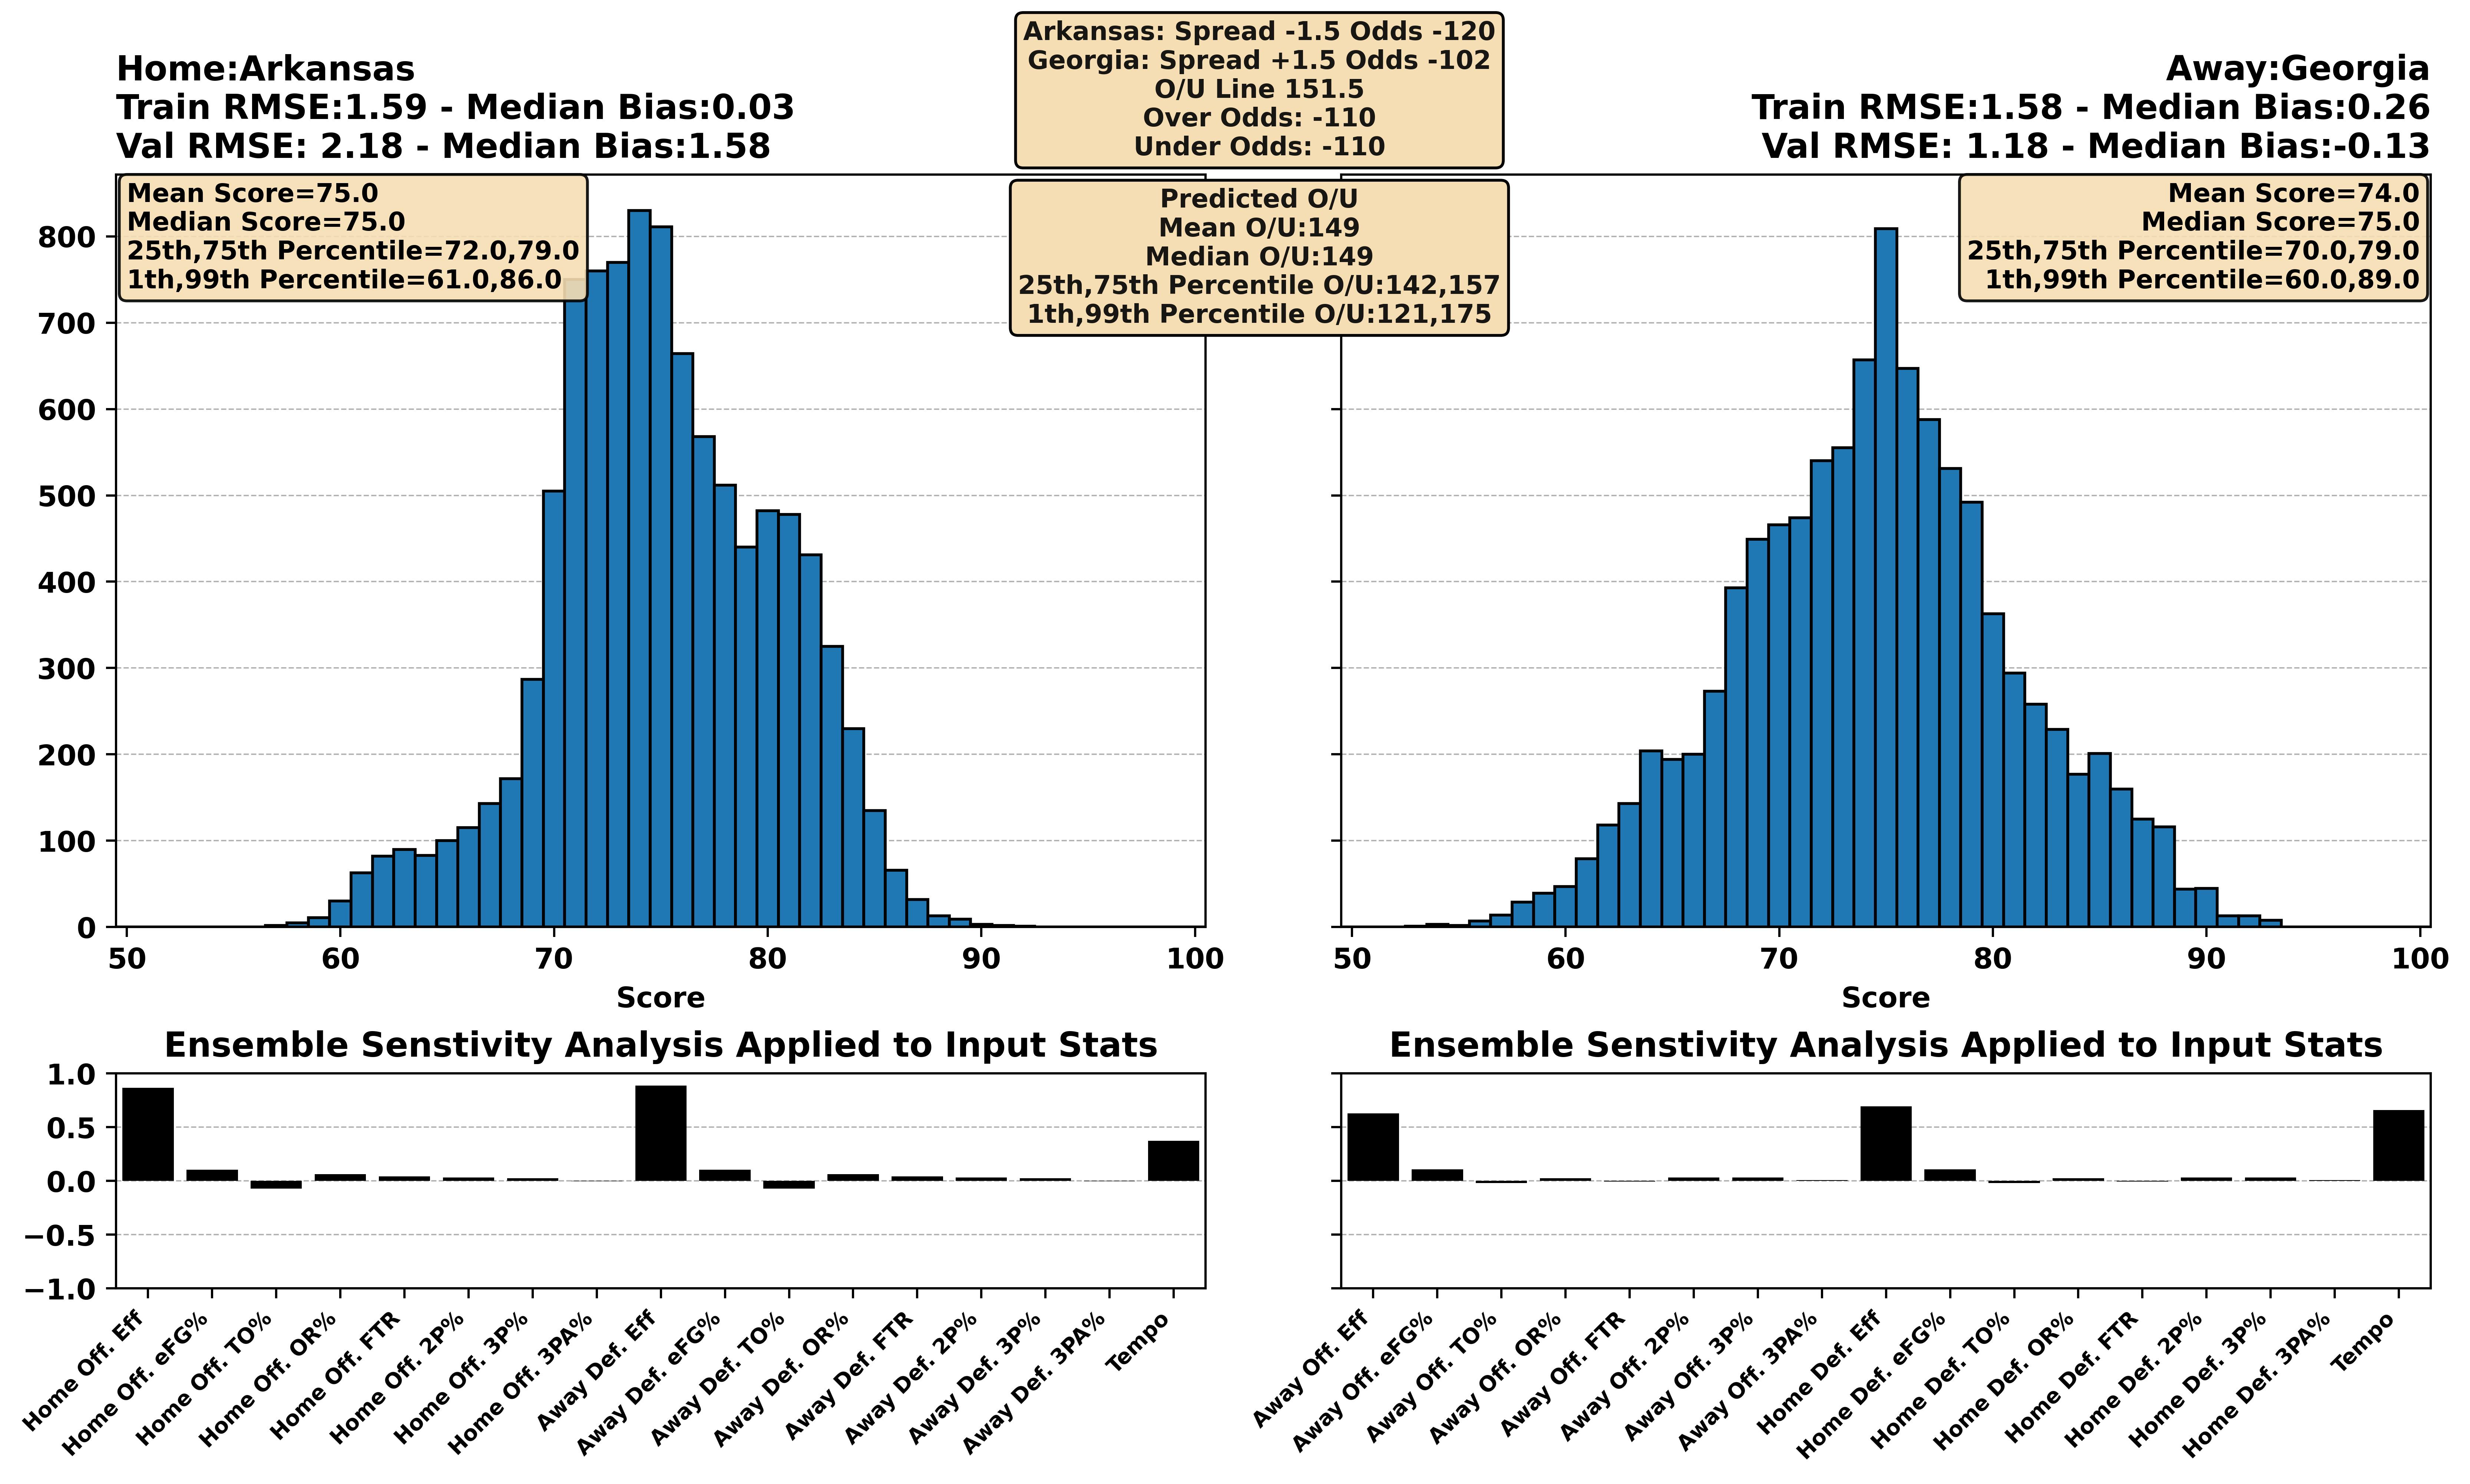 Arkansas: Spread -1.5 Odds -120
Georgia: Spread +1.5 Odds -102
O/U Line 151.5
Over Odds: -110
Under Odds: -110
Home:Arkansas
Train RMSE:1.59 - Median Bias:0.03
Val RMSE: 2.18 - Median Bias:1.58
Away:Georgia
Train RMSE:1.58 - Median Bias:0.26
Val RMSE: 1.18 - Median Bias:-0.13
Mean Score=75.0
Median Score=75.0
25th,75th Percentile=72.0,79.0
1th,99th Percentile=61.0,86.0
Predicted O/U
Mean O/U:149
Median O/U:149
25th,75th Percentile O/U:142,157
1th,99th Percentile O/U:121,175
Mean Score=74.0
Median Score=75.0
25th,75th Percentile=70.0,79.0
1th,99th Percentile=60.0,89.0
800
700
600
500
400
300
200
100
0
50 60 70 80 90 100
Score
50 60 70 80 90 100
Score
Ensemble Senstivity Analysis Applied to Input Stats
Ensemble Senstivity Analysis Applied to Input Stats
1.0
0.5
0.0
−0.5
−1.0
Home Off. Eff
Home Off. eFG%
Home Off. TO%
Home Off. OR%
Home Off. FTR
Home Off. 2P%
Home Off. 3P%
Home Off. 3PA%
Away Def. Eff
Away Def. eFG%
Away Def. TO%
Away Def. OR%
Away Def. FTR
Away Def. 2P%
Away Def. 3P%
Away Def. 3PA%
Tempo
Away Off. Eff
Away Off. eFG%
Away Off. TO%
Away Off. OR%
Away Off. FTR
Away Off. 2P%
Away Off. 3P%
Away Off. 3PA%
Home Def. Eff
Home Def. eFG%
Home Def. TO%
Home Def. OR%
Home Def. FTR
Home Def. 2P%
Home Def. 3P%
Home Def. 3PA%
Tempo